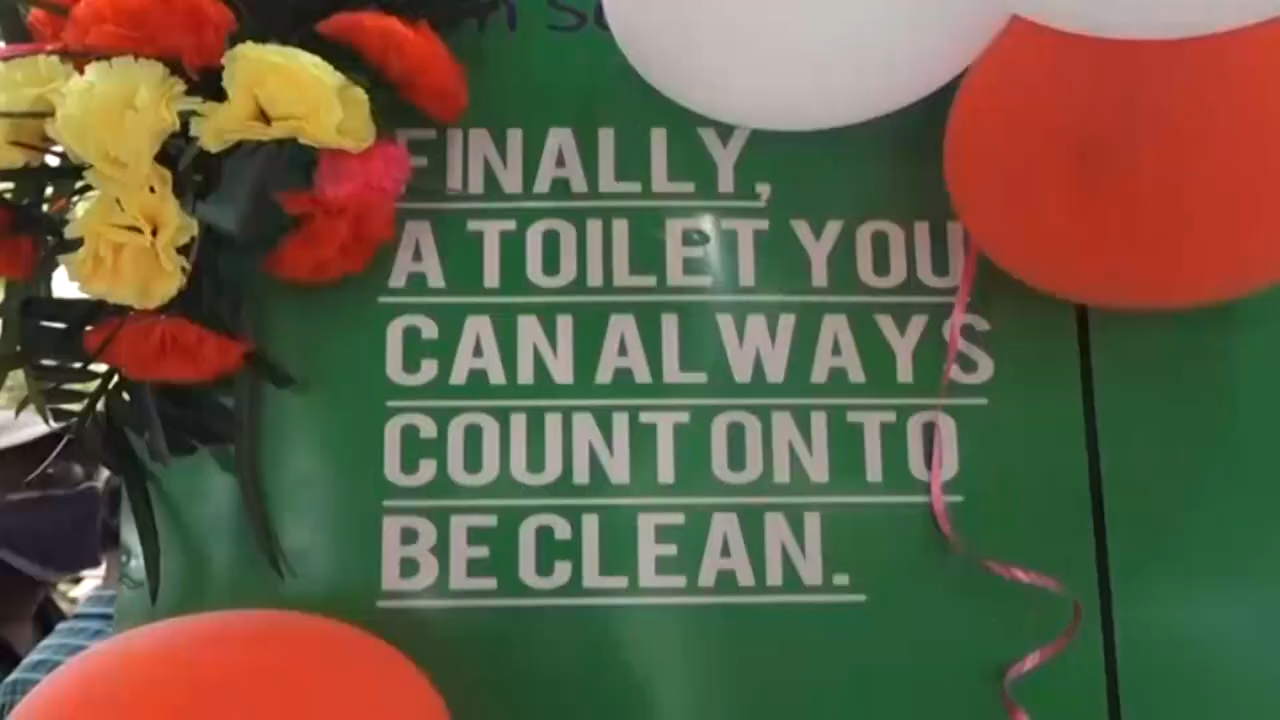 FINALLY,
A TOILET YOU
CAN ALWAYS
COUNT ON TO
BE CLEAN.